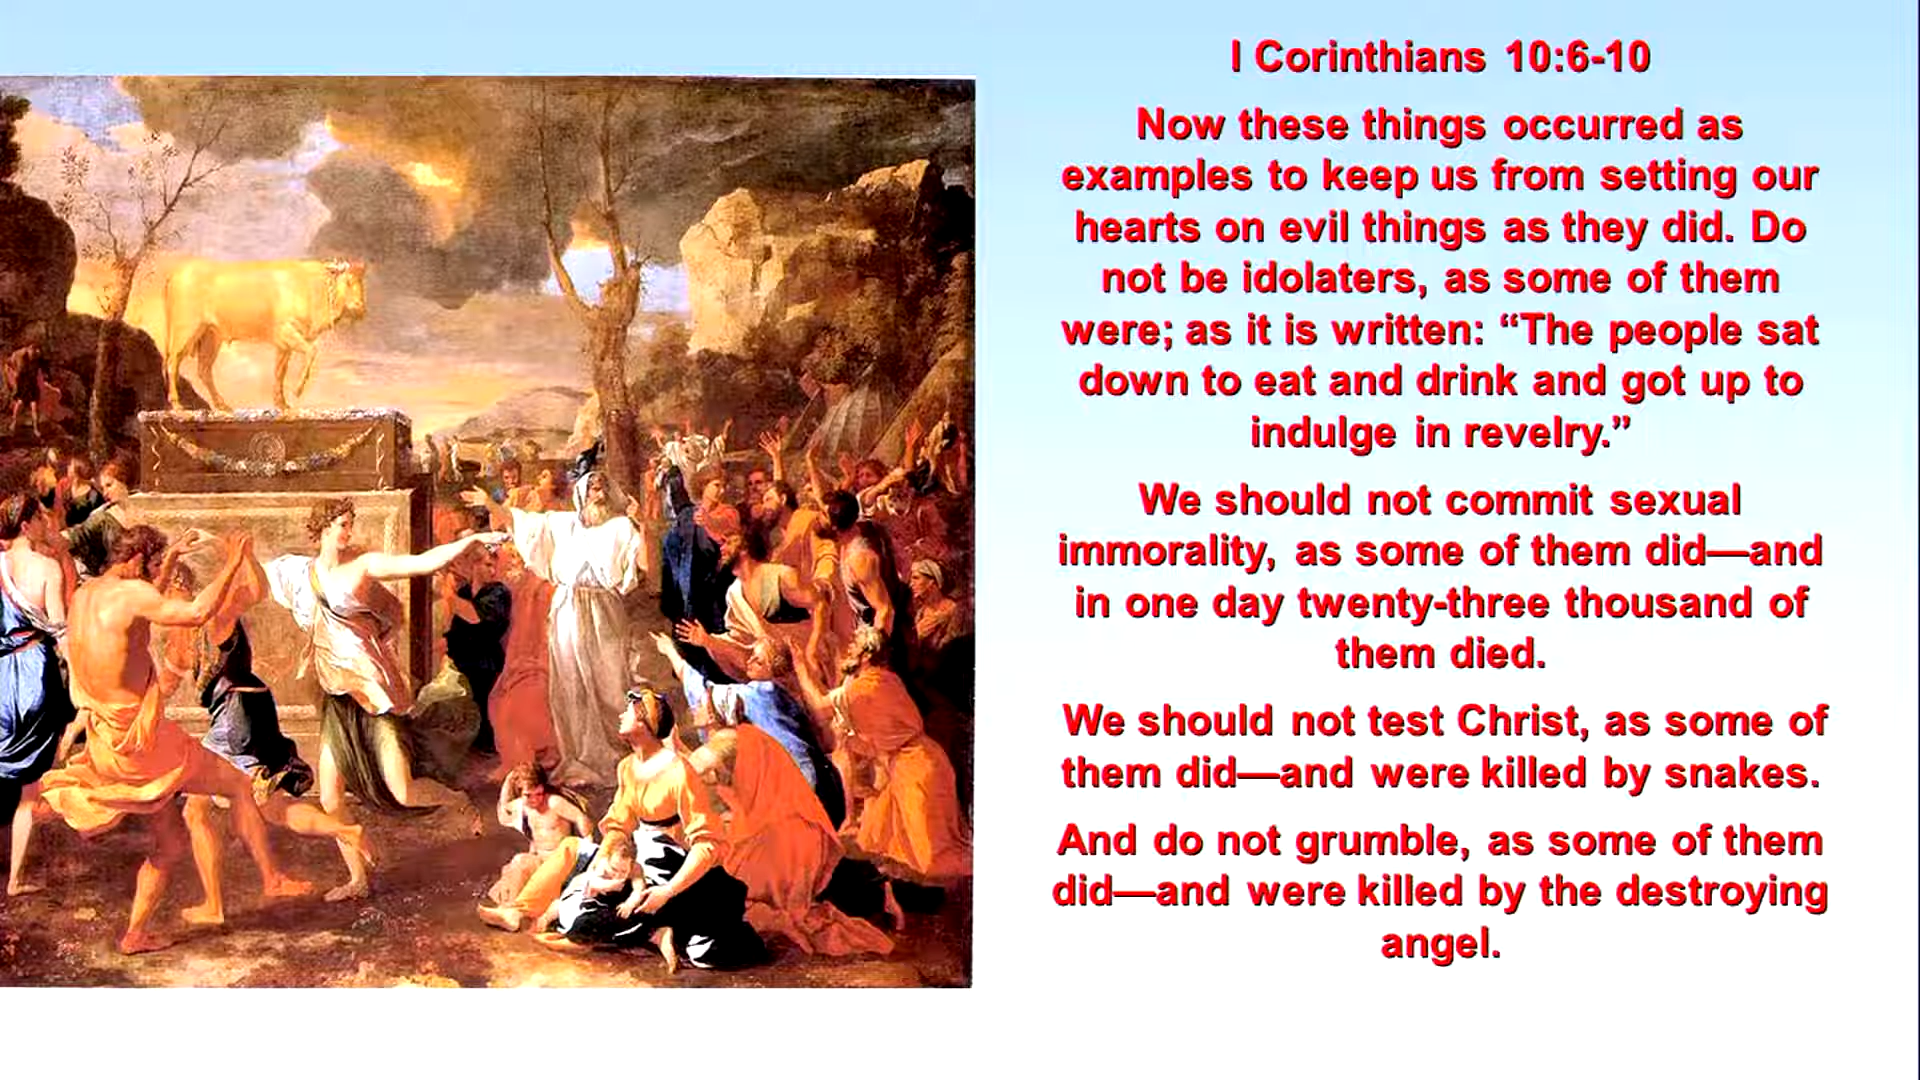 I Corinthians 10:6-10
Now these things occurred as
examples to keep us from setting our
hearts on evil things as they did. Do
not be idolaters, as some of them
were; as it is written: “The people sat
down to eat and drink and got up to
indulge in revelry.”
We should not commit sexual
immorality, as some of them did—and
in one day twenty-three thousand of
them died.
We should not test Christ, as some of
them did—and were killed by snakes.
And do not grumble, as some of them
did—and were killed by the destroying
angel.